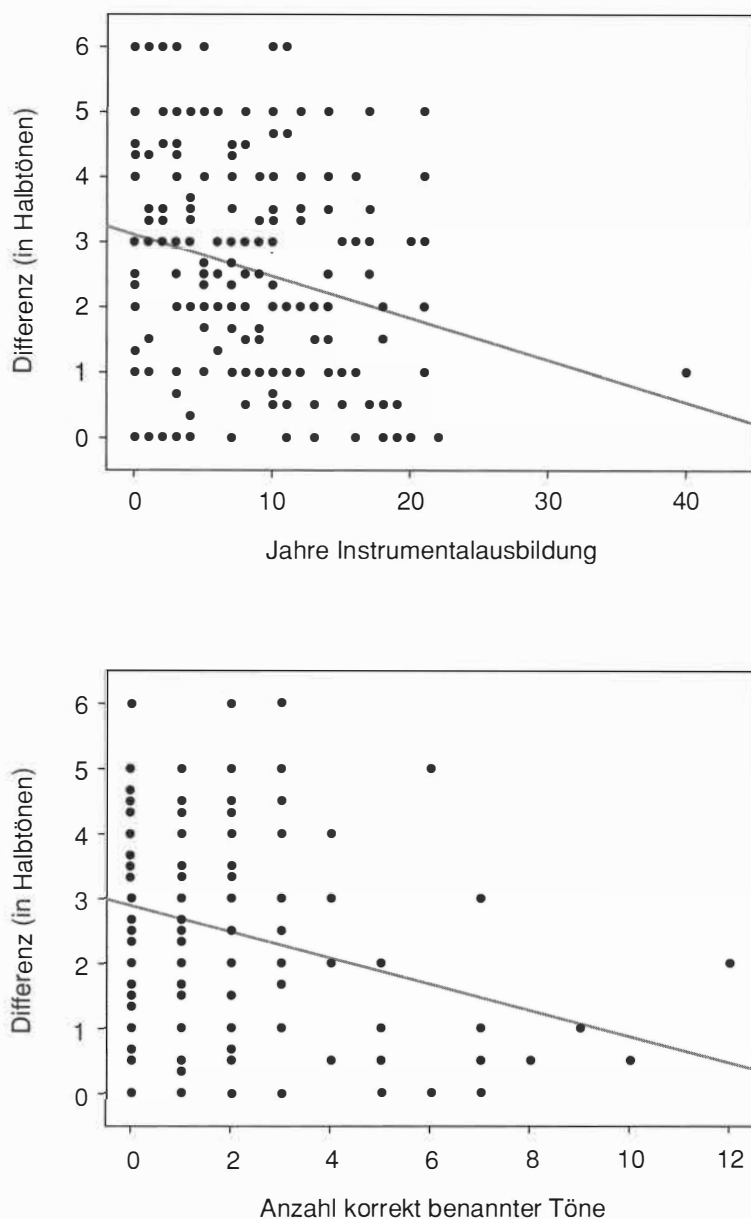 6
5
4
3
2
1
0
Differenz (in Halbtönen)
0 10 20 30 40
Jahre Instrumentalausbildung
6
5
4
3
2
1
0
Differenz (in Halbtönen)
0 2 4 6 8 10 12
Anzahl korrekt benannter Töne